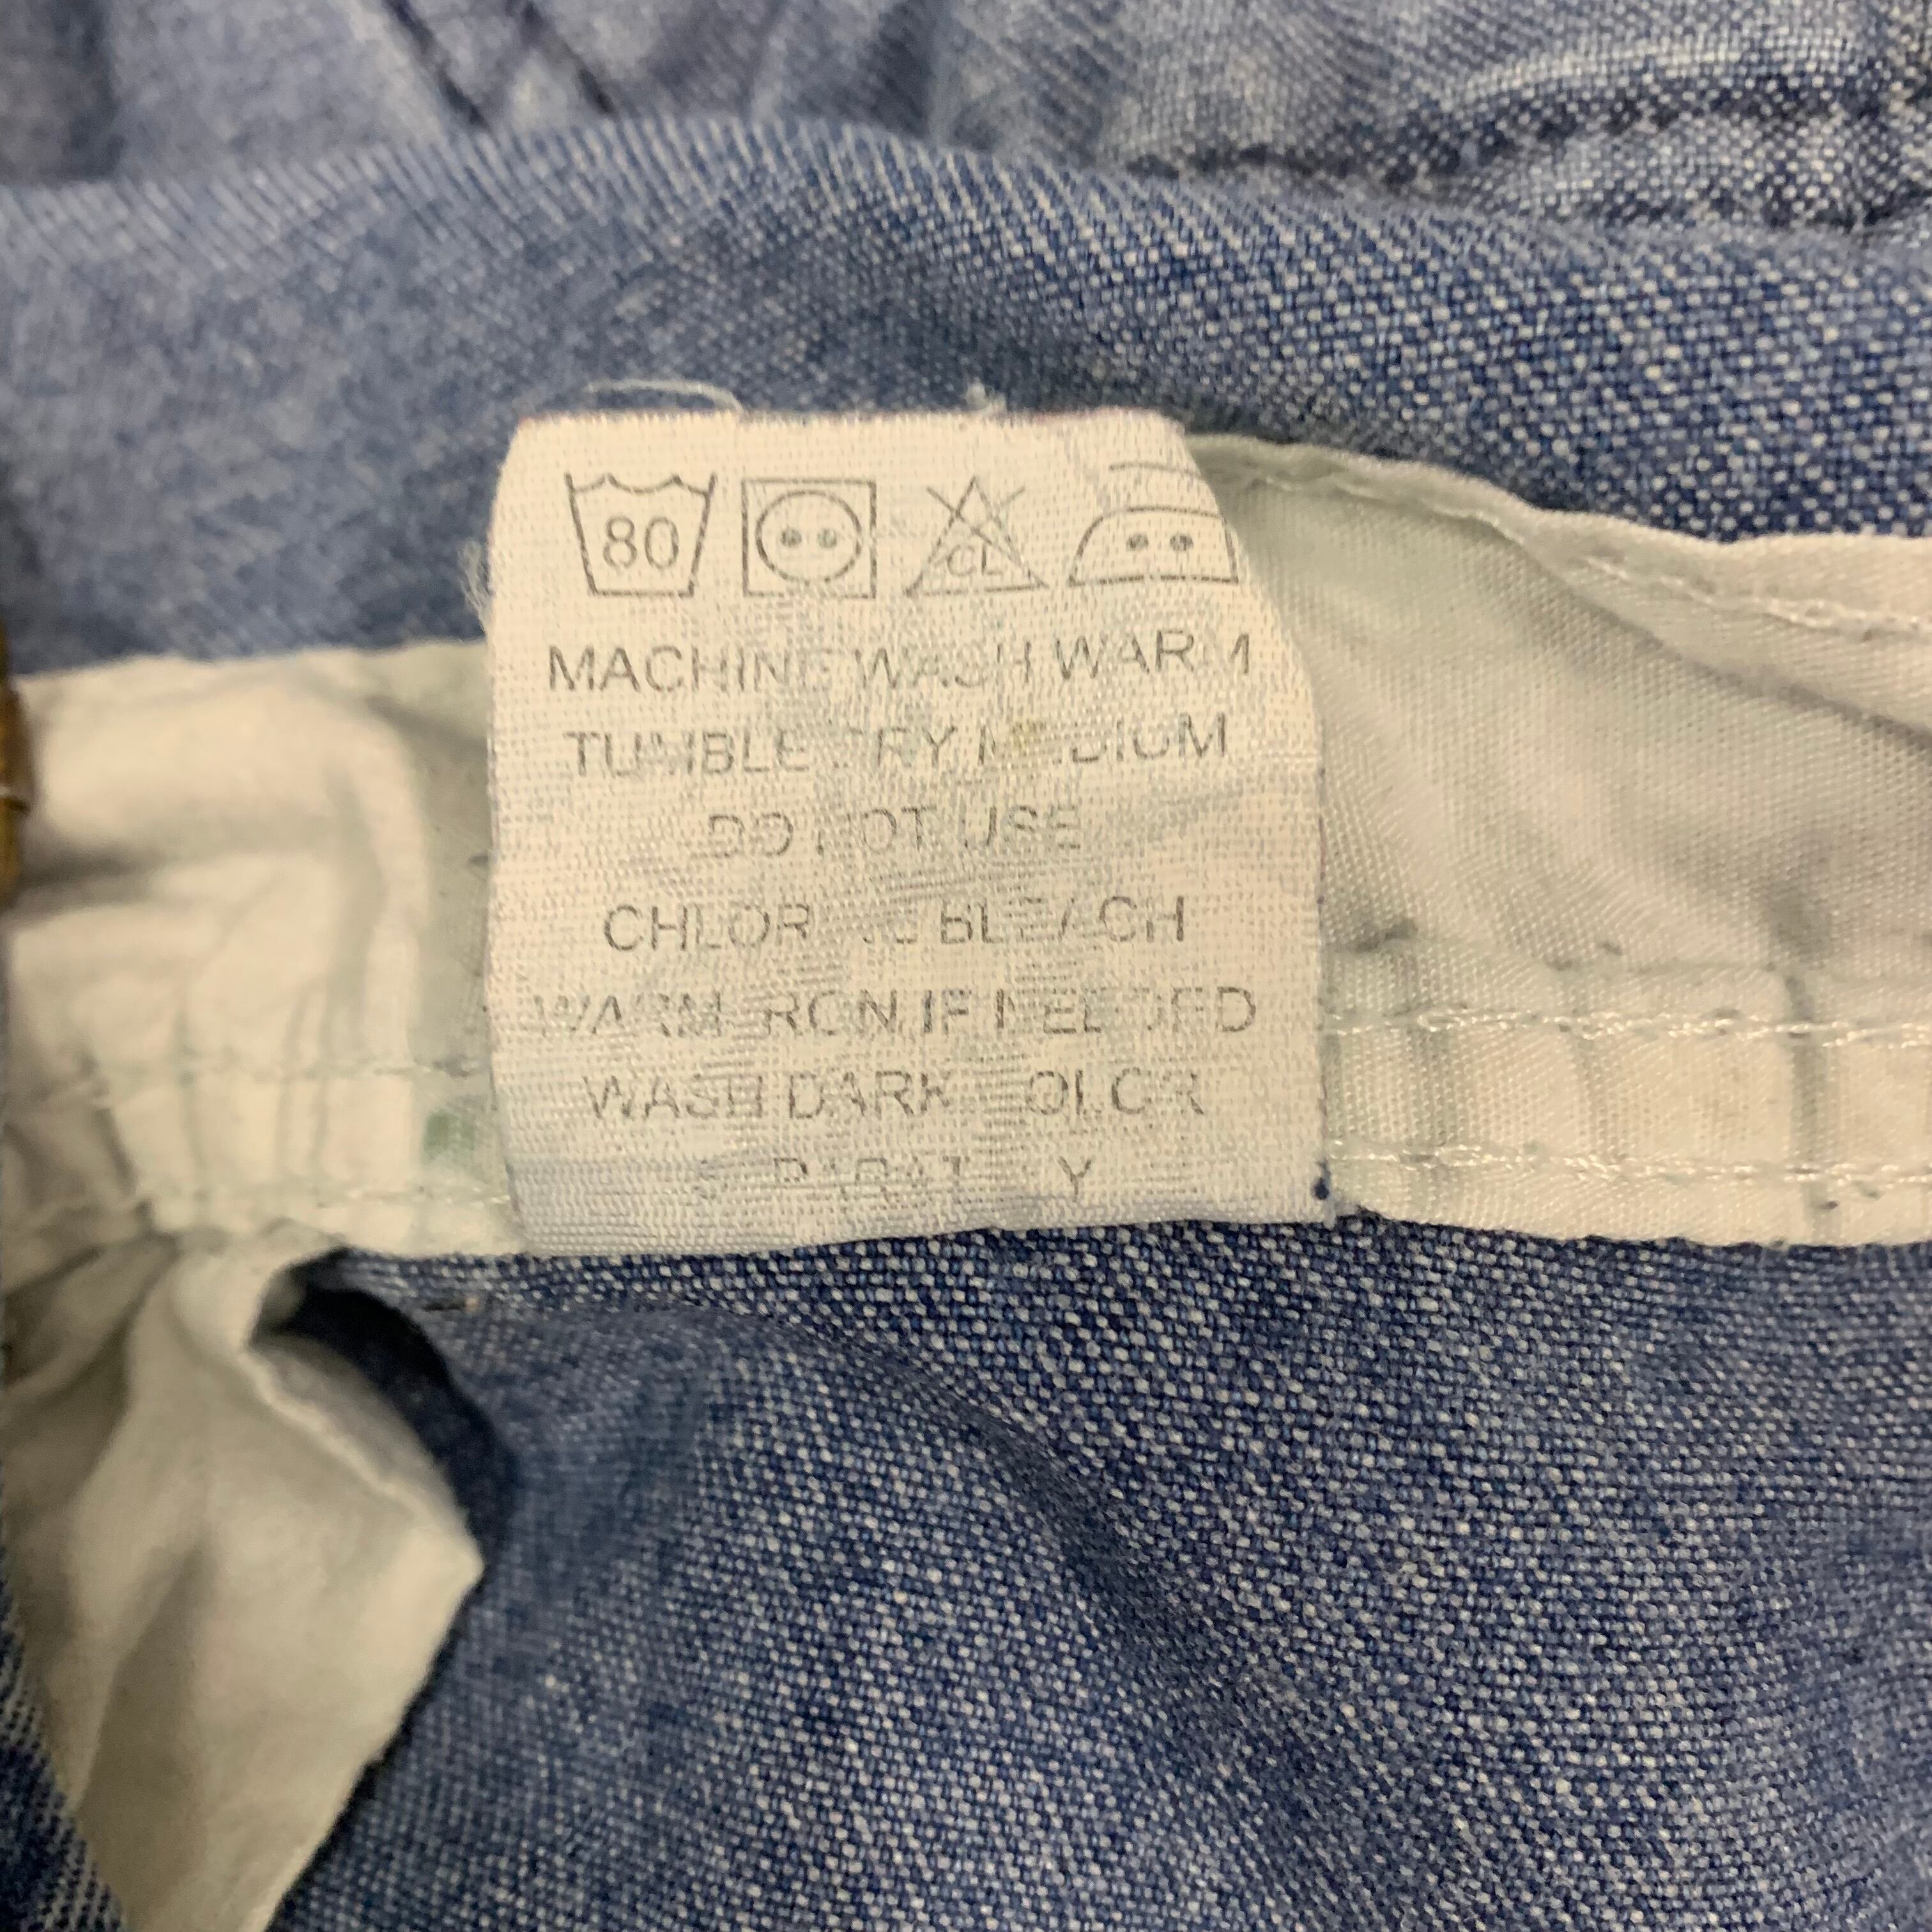 80 CL
MACHINE WASH WARM
TUMBLE DRY MEDIUM
DO NOT USE
CHLORINE BLEACH
WARM IRON IF NEEDED
WASH DARK COLOR
SEPARATELY